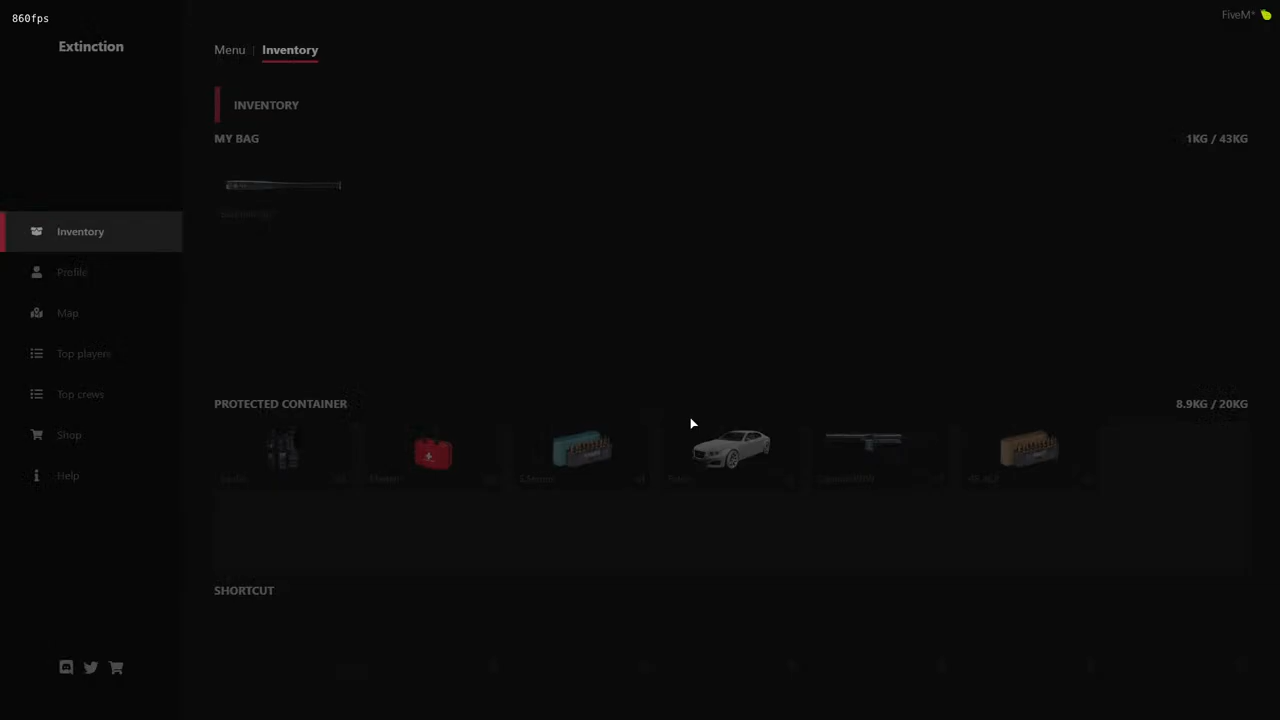 860fps
FiveM*
Extinction
Menu | Inventory
INVENTORY
MY BAG
1KG / 43KG
Inventory
Profile
Map
Top players
Top crews
Shop
Help
PROTECTED CONTAINER
8.9KG / 20KG
SHORTCUT